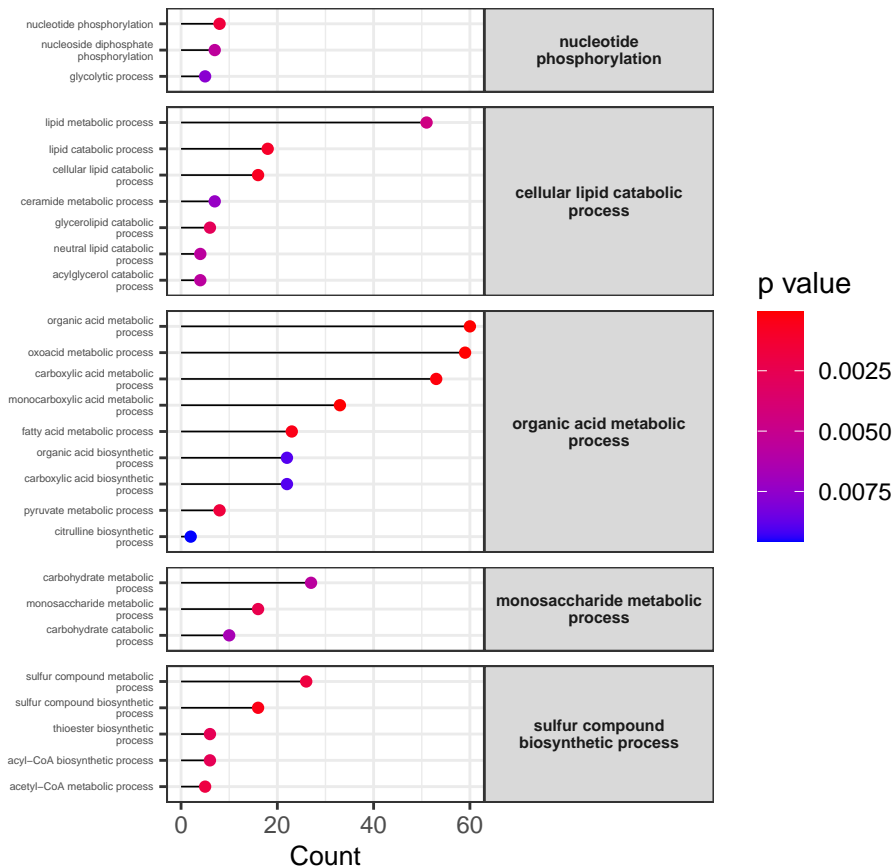 nucleotide phosphorylation
nucleoside diphosphate
phosphorylation
glycolytic process
nucleotide
phosphorylation
lipid metabolic process
lipid catabolic process
cellular lipid catabolic
process
ceramide metabolic process
glycerolipid catabolic
process
neutral lipid catabolic
process
acylglycerol catabolic
process
cellular lipid catabolic
process
organic acid metabolic
process
oxoacid metabolic process
carboxylic acid metabolic
process
monocarboxylic acid metabolic
process
fatty acid metabolic process
organic acid biosynthetic
process
carboxylic acid biosynthetic
process
pyruvate metabolic process
citrulline biosynthetic
process
organic acid metabolic
process
carbohydrate metabolic
process
monosaccharide metabolic
process
carbohydrate catabolic
process
monosaccharide metabolic
process
sulfur compound metabolic
process
sulfur compound biosynthetic
process
thioester biosynthetic
process
acyl−CoA biosynthetic process
acetyl−CoA metabolic process
sulfur compound
biosynthetic process
0 20 40 60
Count
p value
0.0025
0.0050
0.0075